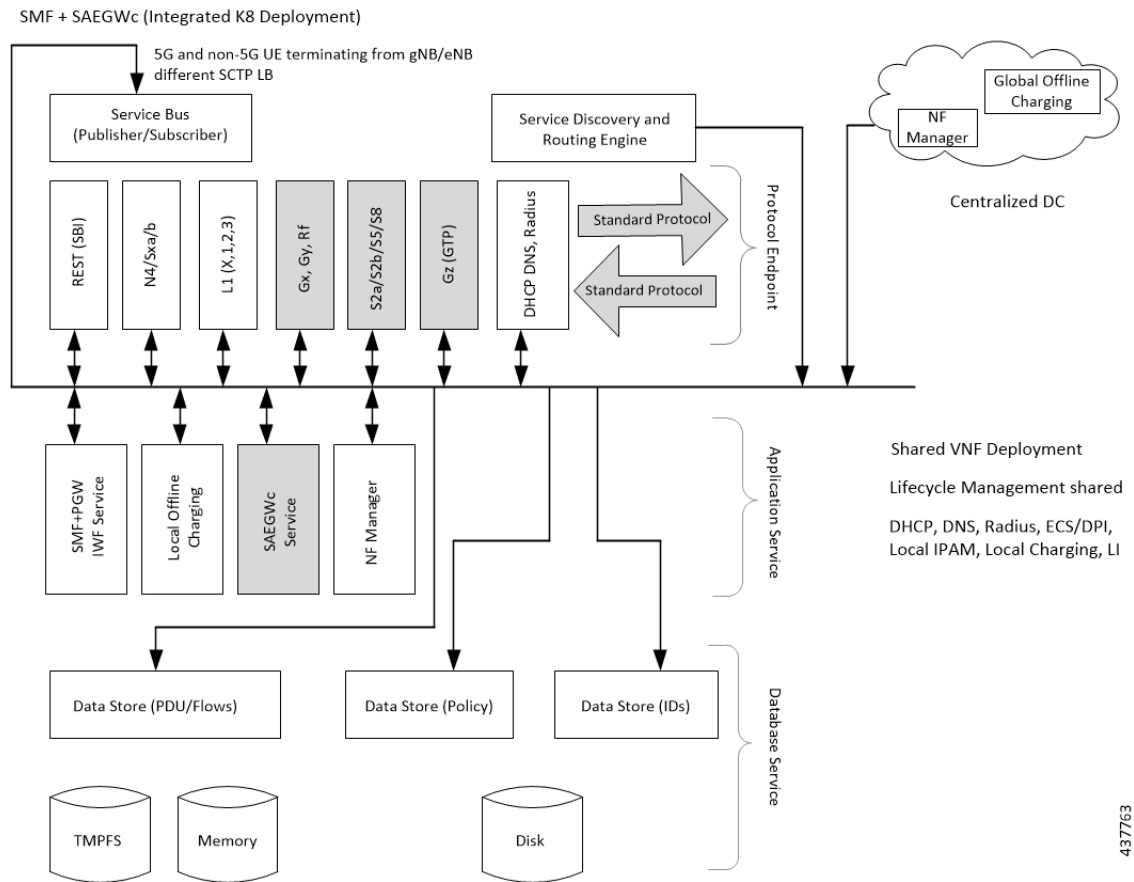 SMF + SAEGWc (Integrated K8 Deployment)
5G and non-5G UE terminating from gNB/eNB
different SCTP LB
Service Bus
(Publisher/Subscriber)
Service Discovery and
Routing Engine
Global Offline
Charging
NF
Manager
Centralized DC
REST (SBI)
N4/Sxa/b
L1 (X,1,2,3)
Gx, Gy, Rf
S2a/S2b/S5/S8
Gz (GTP)
DHCP DNS, Radius
Standard Protocol
Standard Protocol
Protocol Endpoint
SMF+PGW
IWF Service
Local Offline
Charging
SAEGWc
Service
NF Manager
Application Service
Shared VNF Deployment
Lifecycle Management shared
DHCP, DNS, Radius, ECS/DPI,
Local IPAM, Local Charging, LI
Data Store (PDU/Flows)
Data Store (Policy)
Data Store (IDs)
Database Service
TMPFS
Memory
Disk
437763